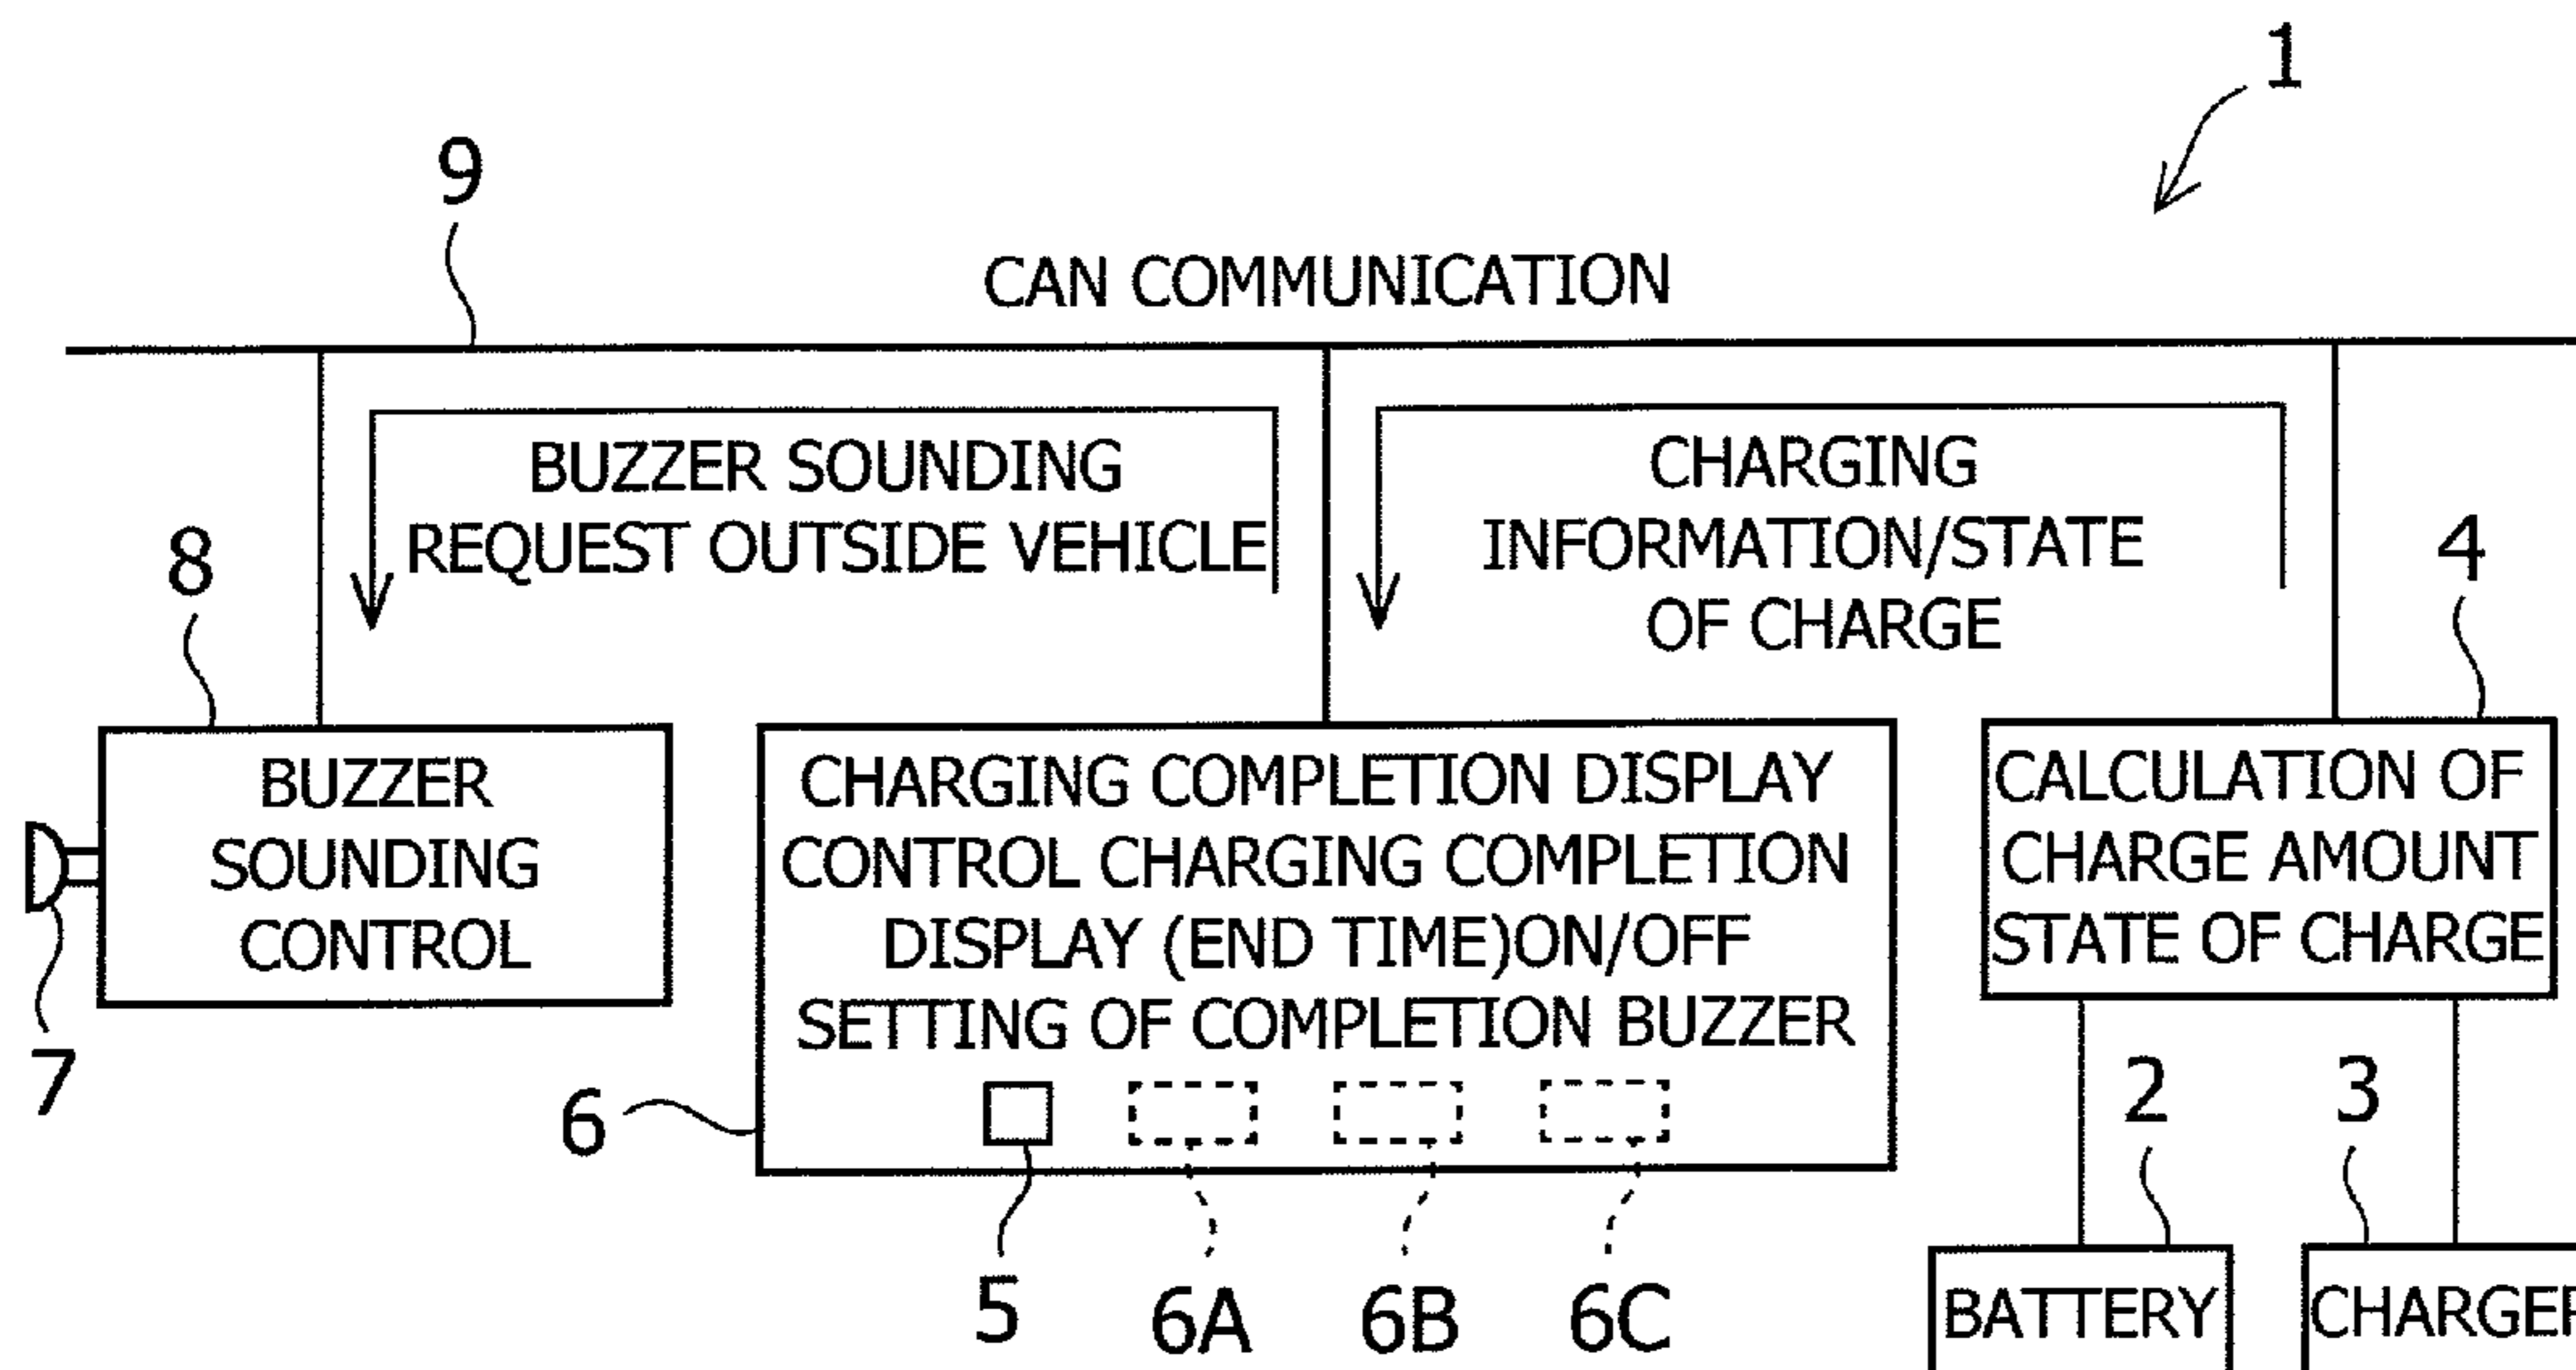 1
9
CAN COMMUNICATION
BUZZER SOUNDING
REQUEST OUTSIDE VEHICLE
CHARGING
INFORMATION/STATE
OF CHARGE
8
4
BUZZER
SOUNDING
CONTROL
CHARGING COMPLETION DISPLAY
CONTROL CHARGING COMPLETION
DISPLAY (END TIME)ON/OFF
SETTING OF COMPLETION BUZZER
CALCULATION OF
CHARGE AMOUNT
STATE OF CHARGE
7
6
2
3
5
6A
6B
6C
BATTERY
CHARGER